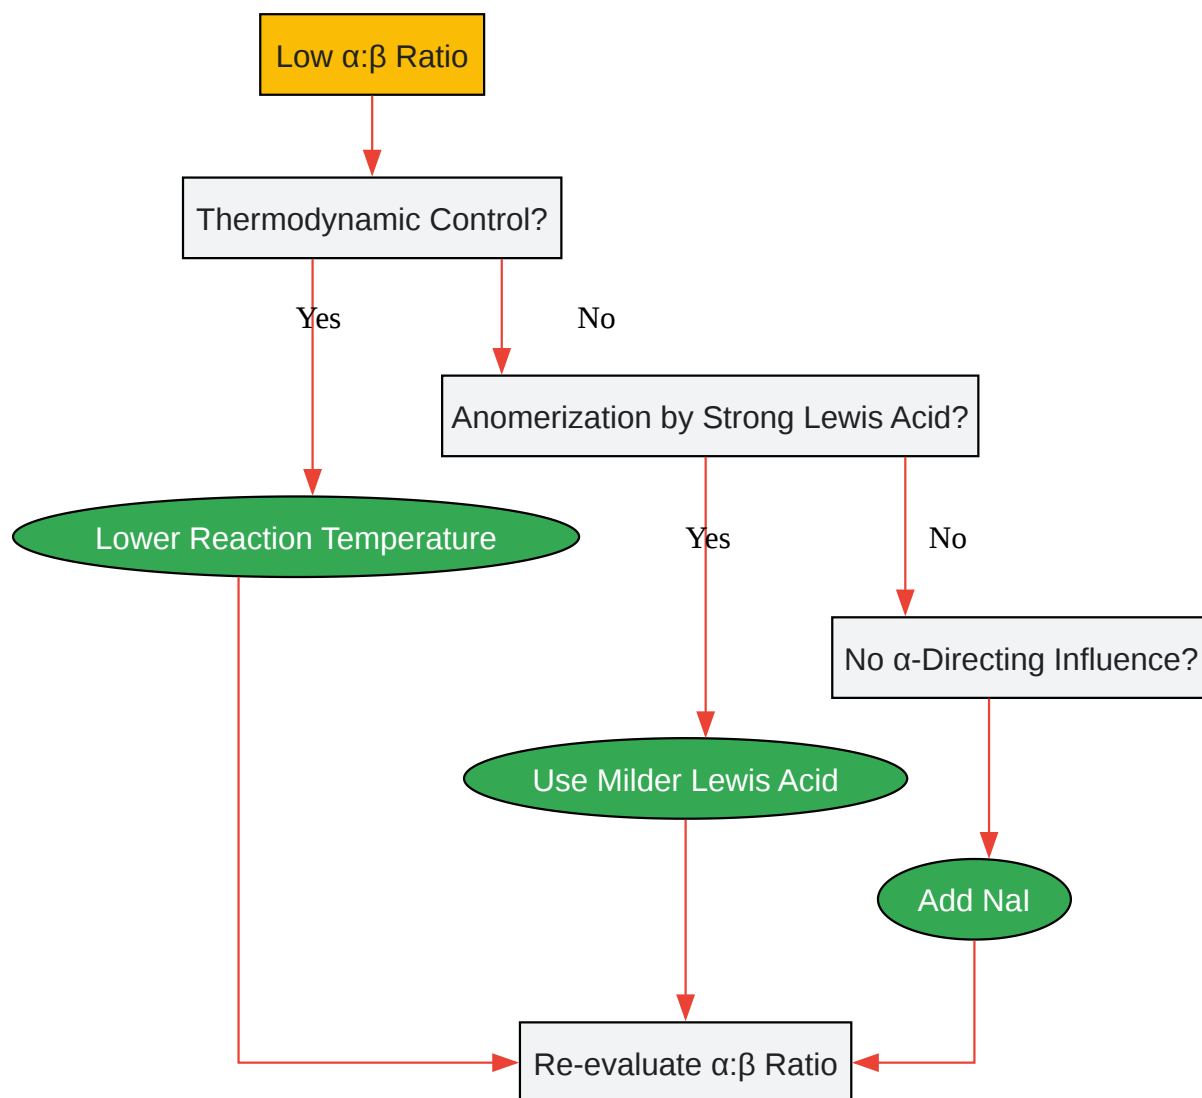 Low α:β Ratio
Thermodynamic Control?
Yes
No
Anomerization by Strong Lewis Acid?
Lower Reaction Temperature
Yes
No
No α-Directing Influence?
Use Milder Lewis Acid
Add NaI
Re-evaluate α:β Ratio